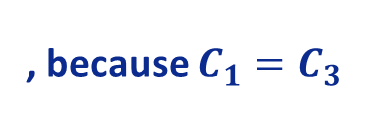 , because C₁ = C₃